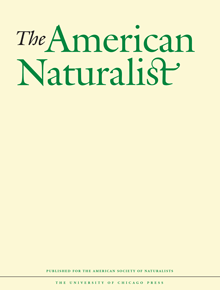 The American
Naturalist
PUBLISHED FOR THE AMERICAN SOCIETY OF NATURALISTS
THE UNIVERSITY OF CHICAGO PRESS